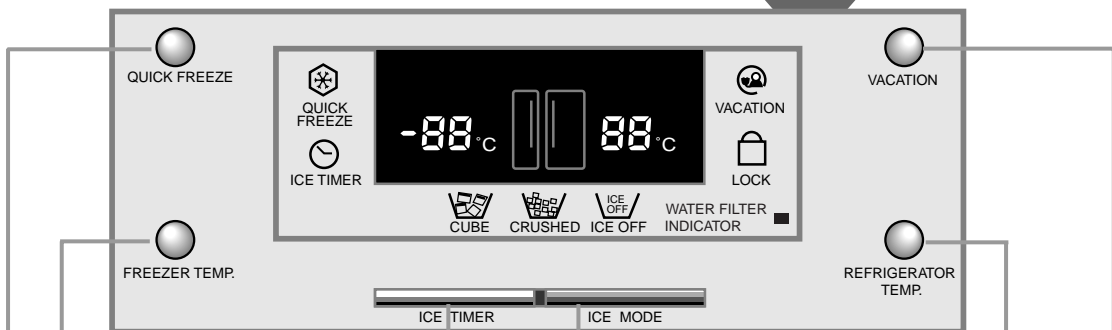 QUICK FREEZE
VACATION
QUICK
FREEZE
ICE TIMER
-88°C
88°C
VACATION
LOCK
CUBE
CRUSHED
ICE
OFF
ICE OFF
WATER FILTER
INDICATOR
FREEZER TEMP.
REFRIGERATOR
TEMP.
ICE TIMER
ICE MODE